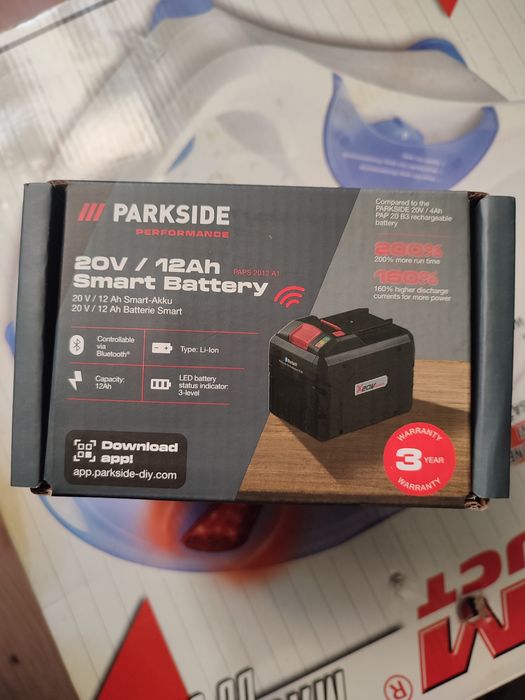 /// PARKSIDE
PERFORMANCE
20V / 12Ah
Smart Battery
PAPS 2012 A1
20 V / 12 Ah Smart-Akku
20 V / 12 Ah Batterie Smart
Controllable
via
Bluetooth®
Type: Li-Ion
Capacity:
12Ah
LED battery
status indicator:
3-level
Download
app!
app.parkside-diy.com
Compared to the
PARKSIDE 20V / 4Ah
PAP 20 B3 rechargeable
battery
200%
200% more run time
160%
160% higher discharge
currents for more power
X20V
WARRANTY
3 YEAR
WARRANTY
UCT
M®